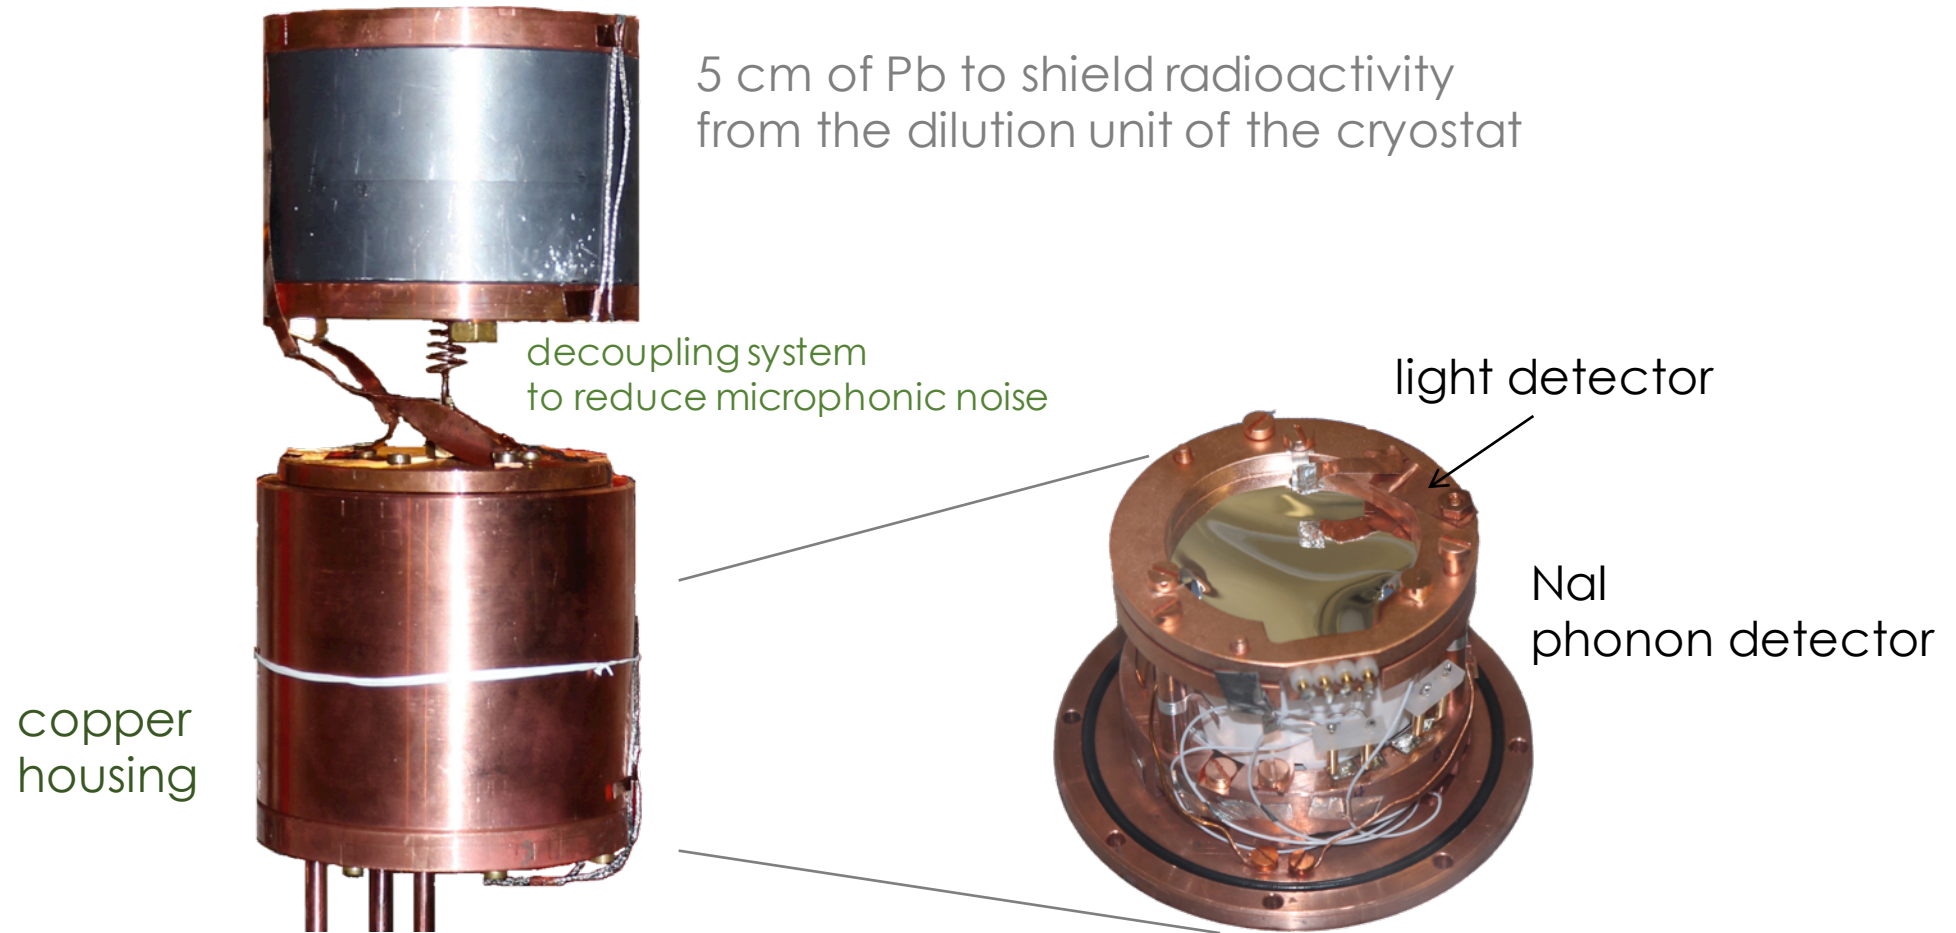 5 cm of Pb to shield radioactivity
from the dilution unit of the cryostat
decoupling system
to reduce microphonic noise
light detector
NaI
phonon detector
copper
housing